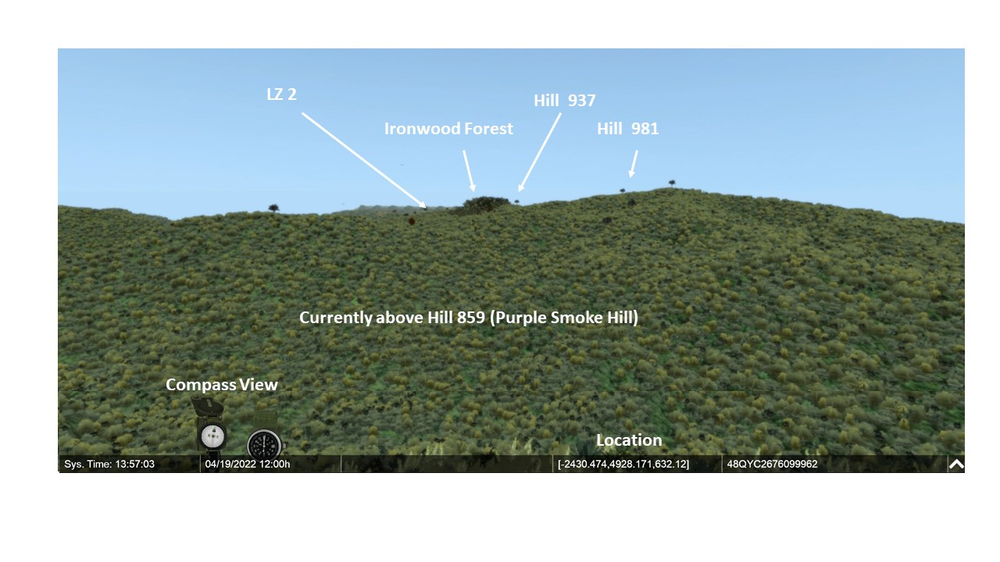 LZ 2
Hill 937
Ironwood Forest
Hill 981
Currently above Hill 859 (Purple Smoke Hill)
Compass View
Location
Sys. Time: 13:57:03
04/19/2022 12:00h
[-2430.474,4928.171,632.12]
48QYC2676099962